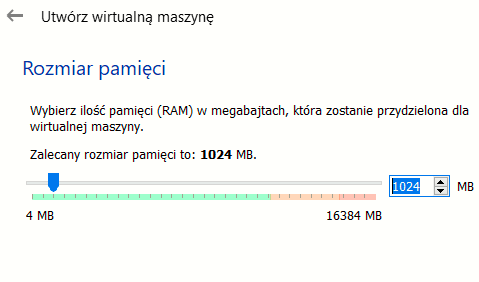 Utwórz wirtualną maszynę
Rozmiar pamięci
Wybierz ilość pamięci (RAM) w megabajtach, która zostanie przydzielona dla
wirtualnej maszyny.
Zalecany rozmiar pamięci to: 1024 MB.
1024 MB
4 MB 16384 MB